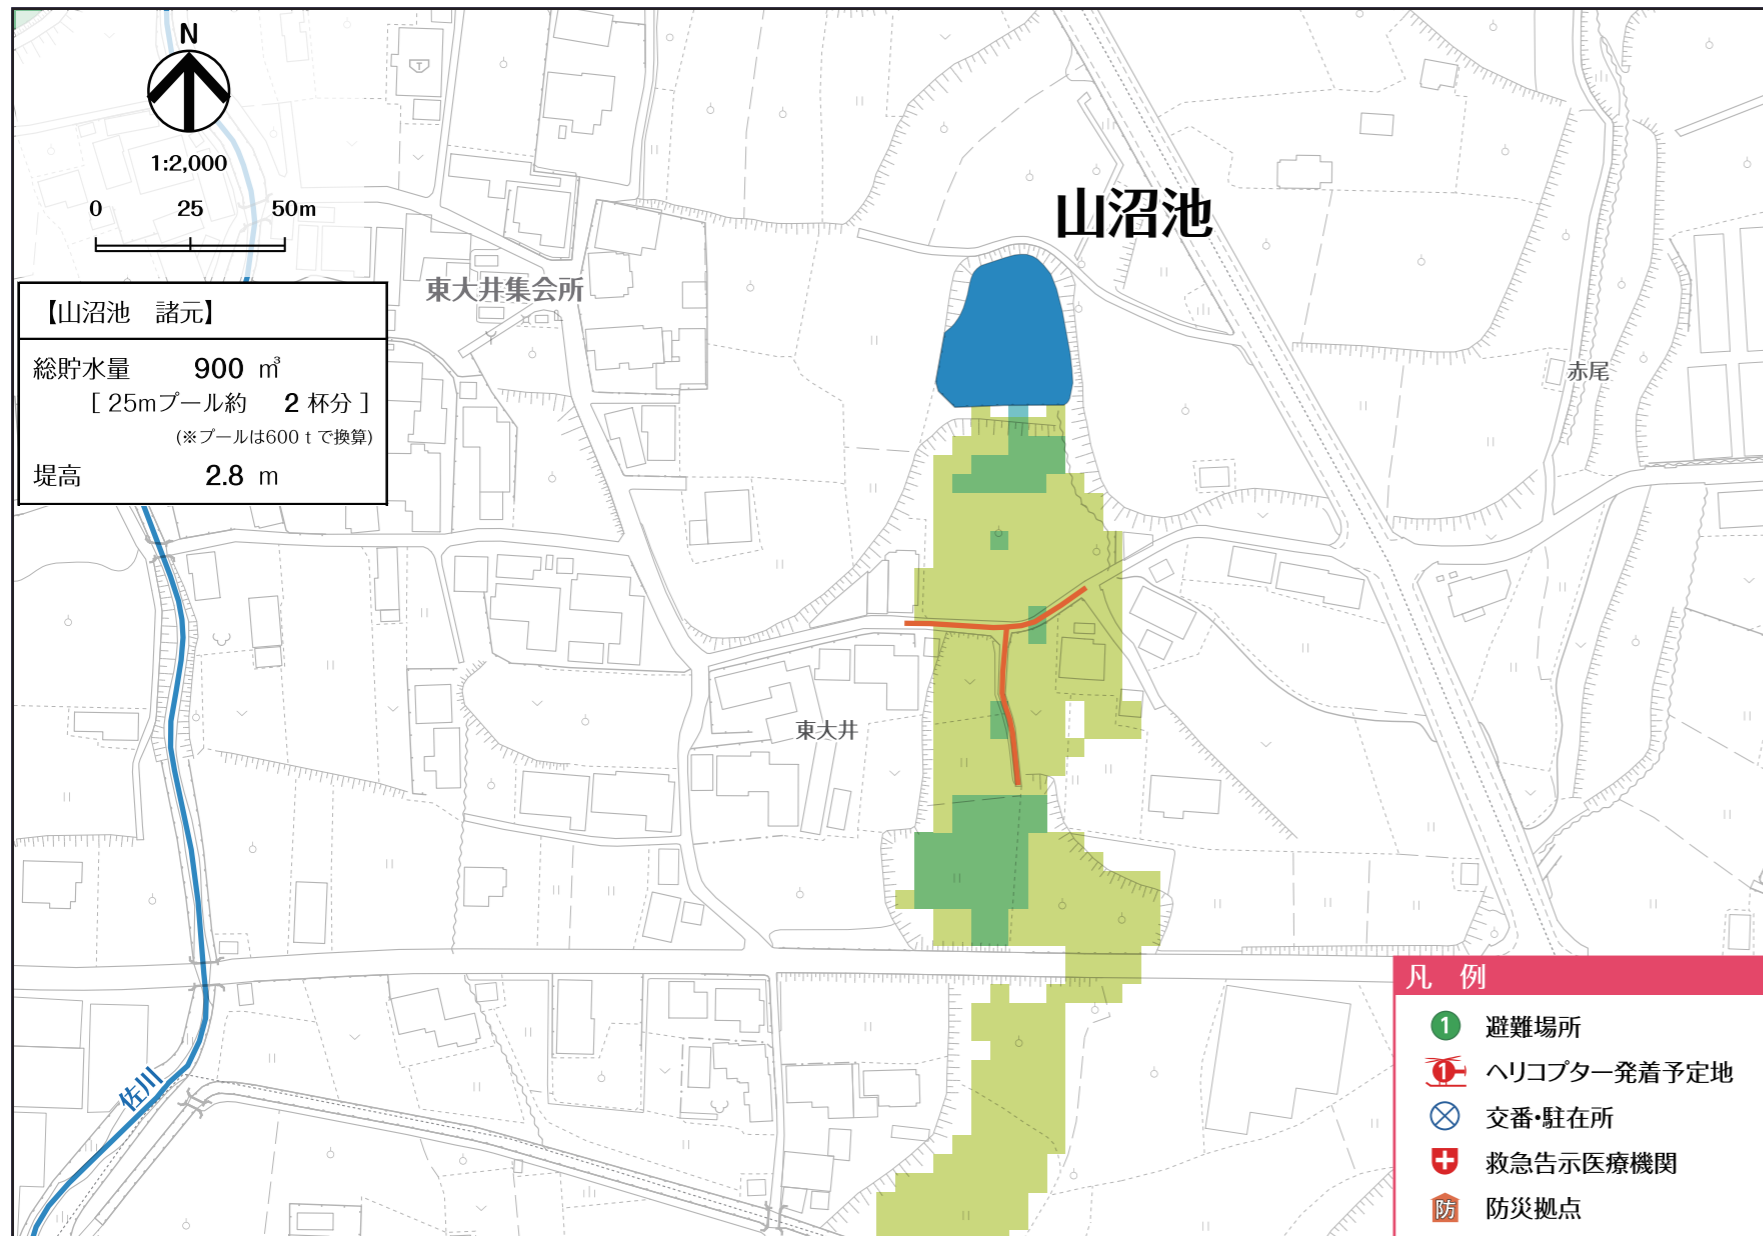 N
1:2,000
0 25 50m
山沼池
東大井集会所
【山沼池 諸元】
総貯水量 900 ㎥
[ 25mプール約 2 杯分 ]
(※プールは600 t で換算)
堤高 2.8 m
赤尾
東大井
佐川
凡 例
1 避難場所
1 ヘリコプター発着予定地
交番・駐在所
救急告示医療機関
防 防災拠点